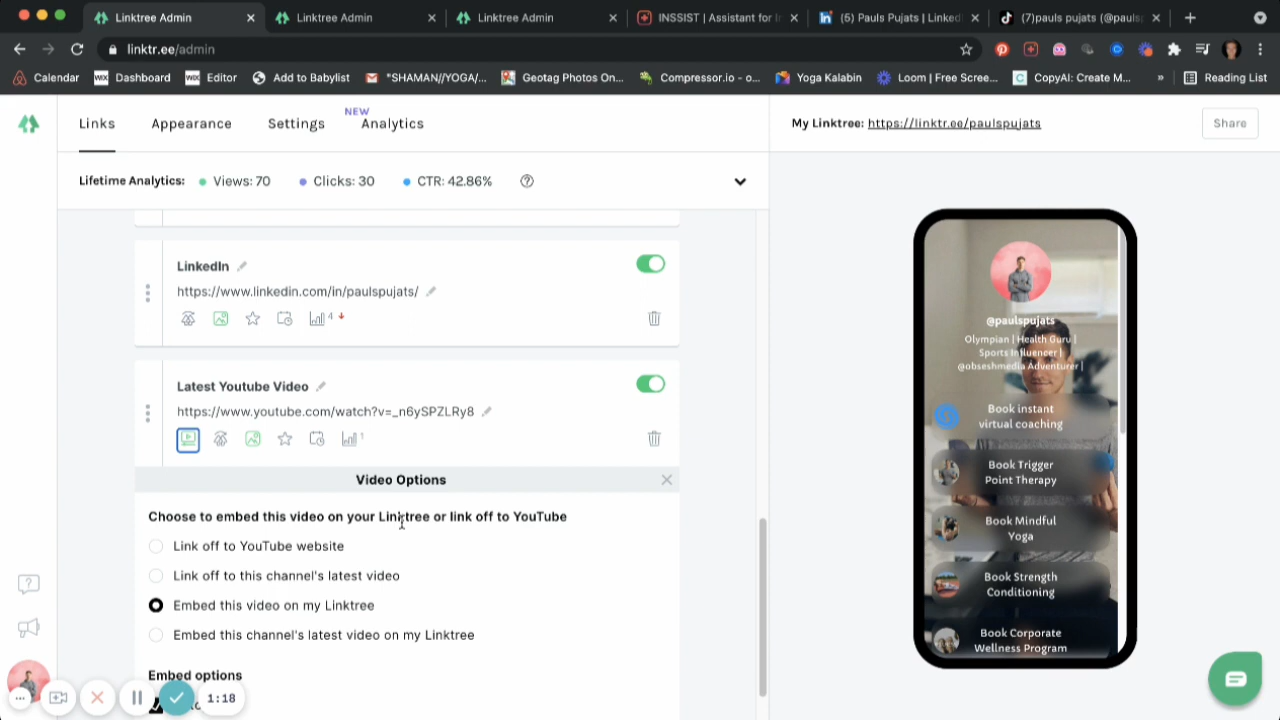 Linktree Admin
Linktree Admin
Linktree Admin
INSSIST | Assistant for I
(6) Pauls Pujats | Linked
(7)pauls pujats (@pauls
linktr.ee/admin
Calendar
Dashboard
Editor
Add to Babylist
"SHAMAN//YOGA/...
Geotag Photos On...
Compressor.io - o...
Yoga Kalabin
Loom | Free Scree...
CopyAI: Create M...
»
Reading List
Links
Appearance
Settings
NEW
Analytics
My Linktree: https://linktr.ee/paulspujats
Share
Lifetime Analytics:
Views: 70
Clicks: 30
CTR: 42.86%
LinkedIn
https://www.linkedin.com/in/paulspujats/
4
Latest Youtube Video
https://www.youtube.com/watch?v=_n6ySPZLRy8
1
Video Options
Choose to embed this video on your Linktree or link off to YouTube
Link off to YouTube website
Link off to this channel's latest video
Embed this video on my Linktree
Embed this channel's latest video on my Linktree
Embed options
1:18
@paulspujats
Olympian | Health Guru |
Sports Influencer |
@obseshmedia Adventurer |
Book instant
virtual coaching
Book Trigger
Point Therapy
Book Mindful
Yoga
Book Strength
Conditioning
Book Corporate
Wellness Program